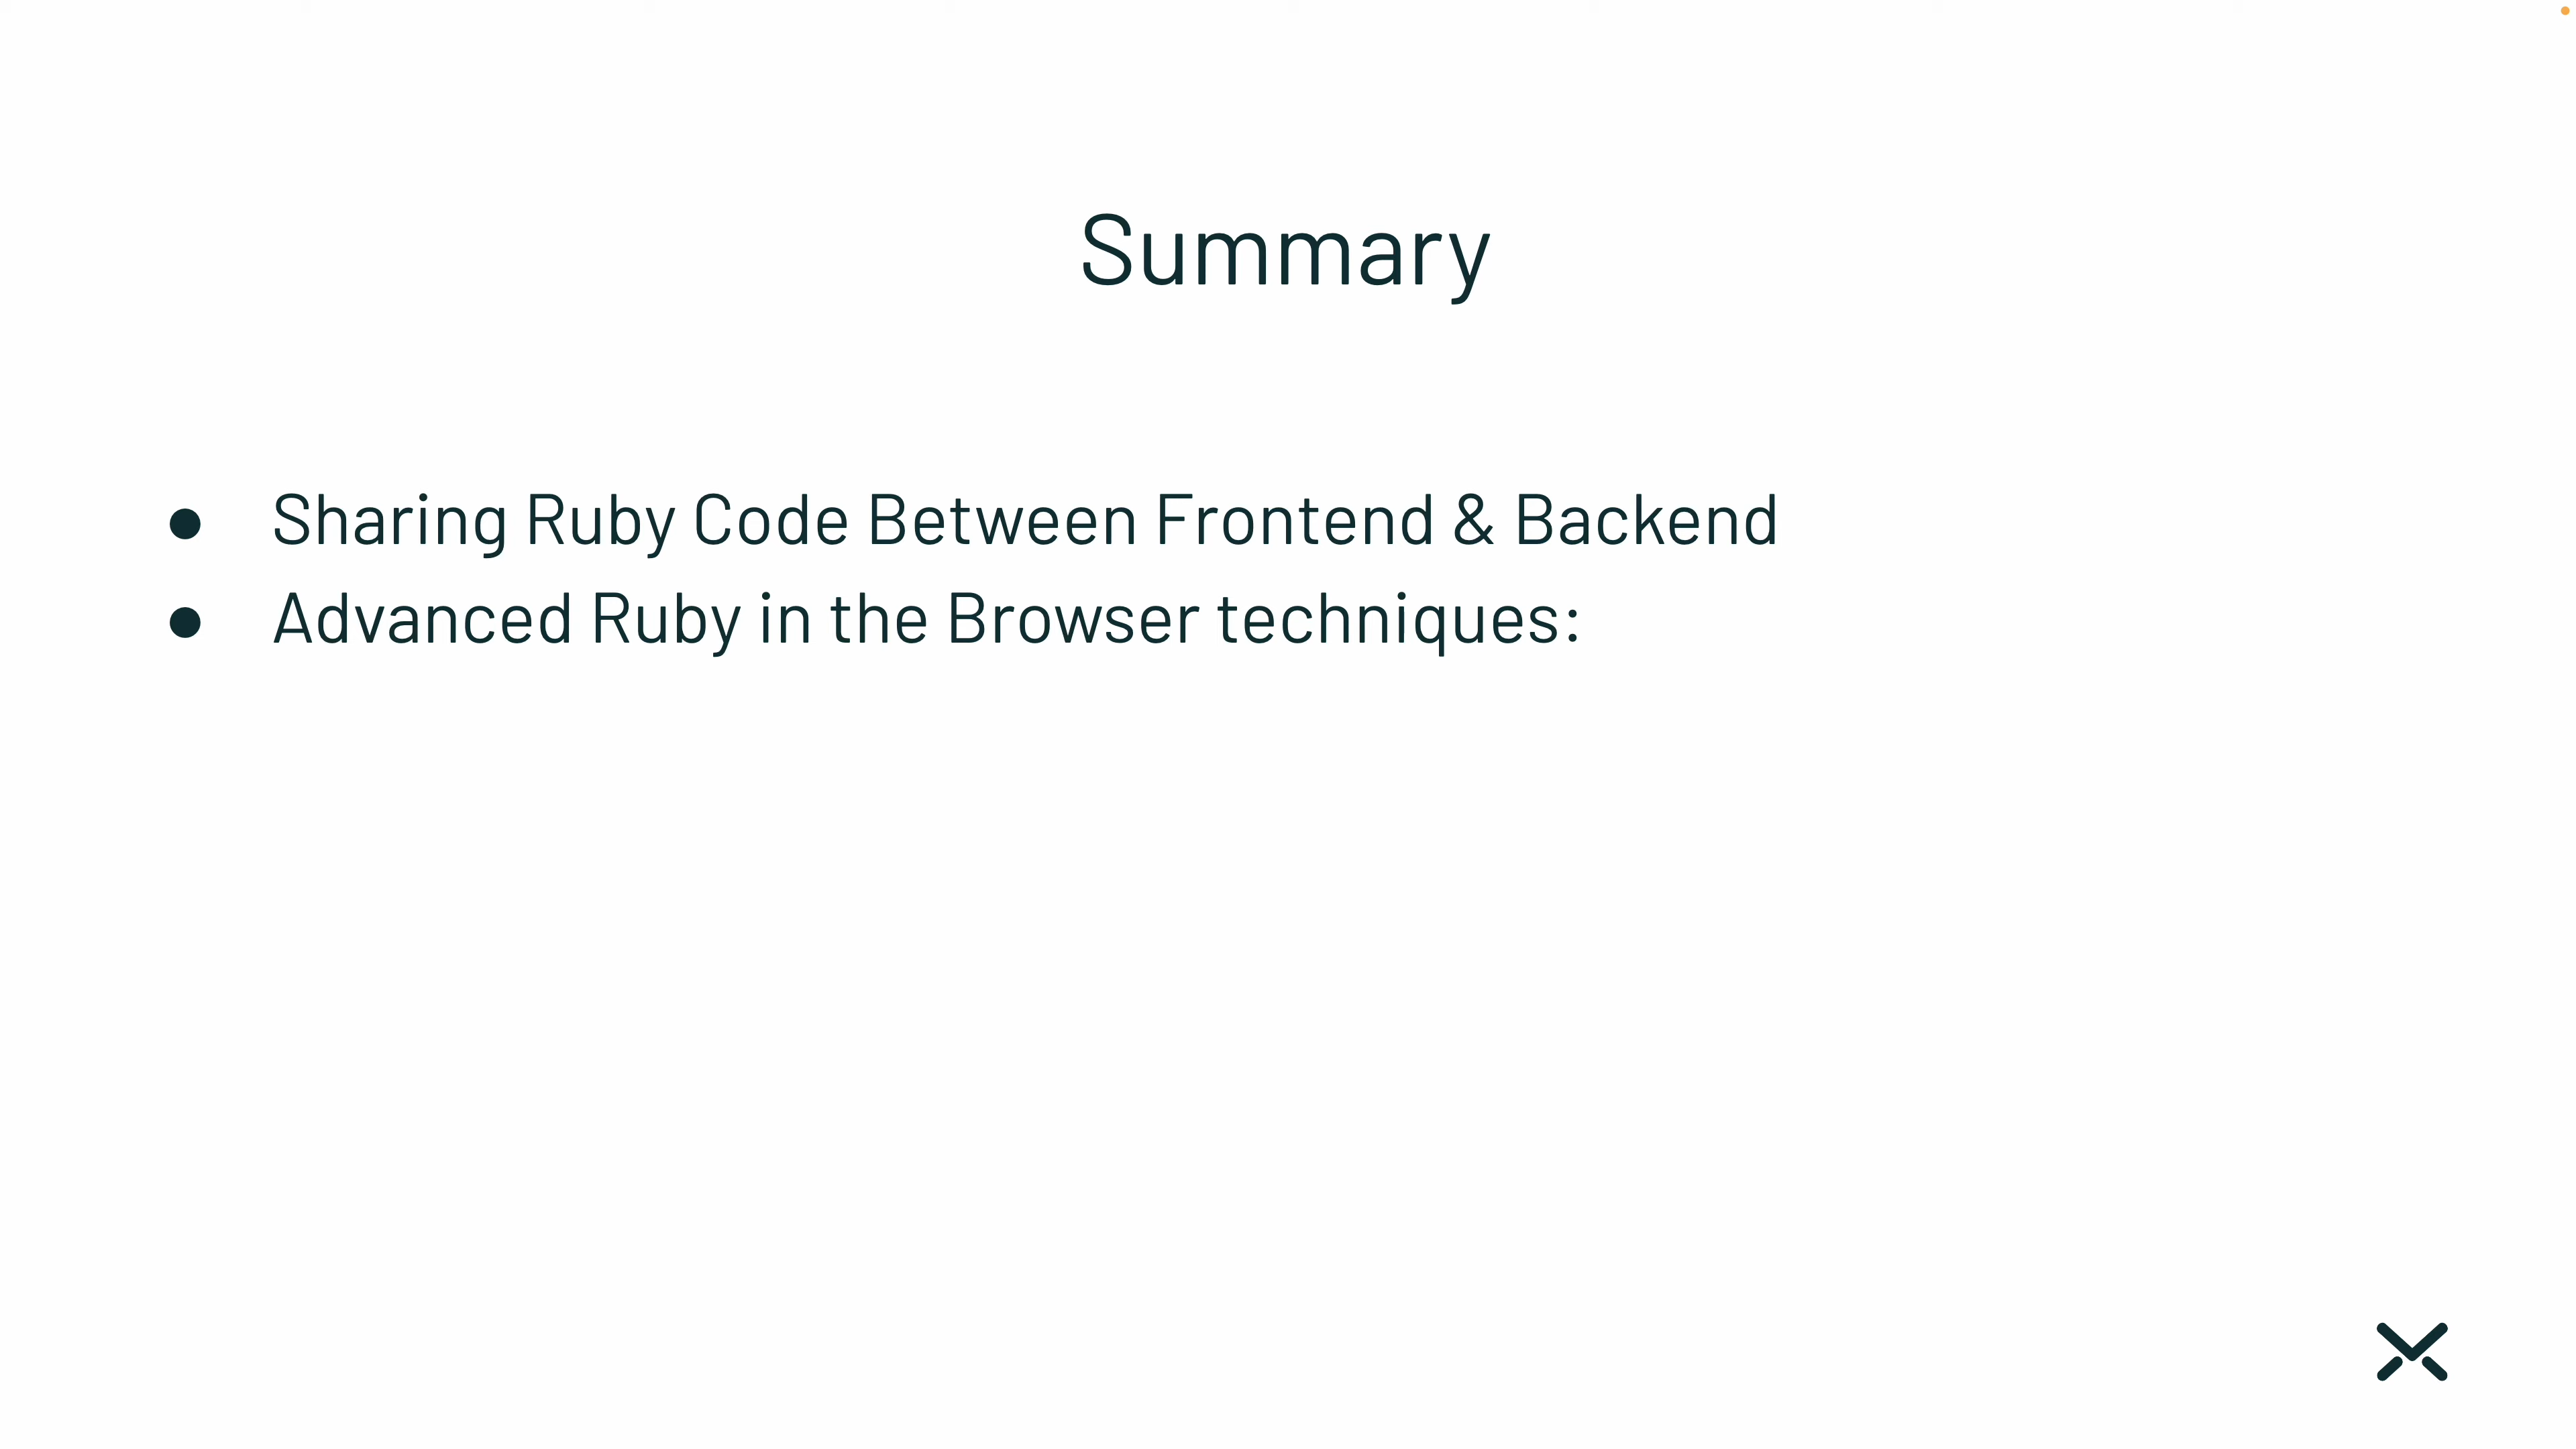 Summary
● Sharing Ruby Code Between Frontend & Backend
● Advanced Ruby in the Browser techniques: